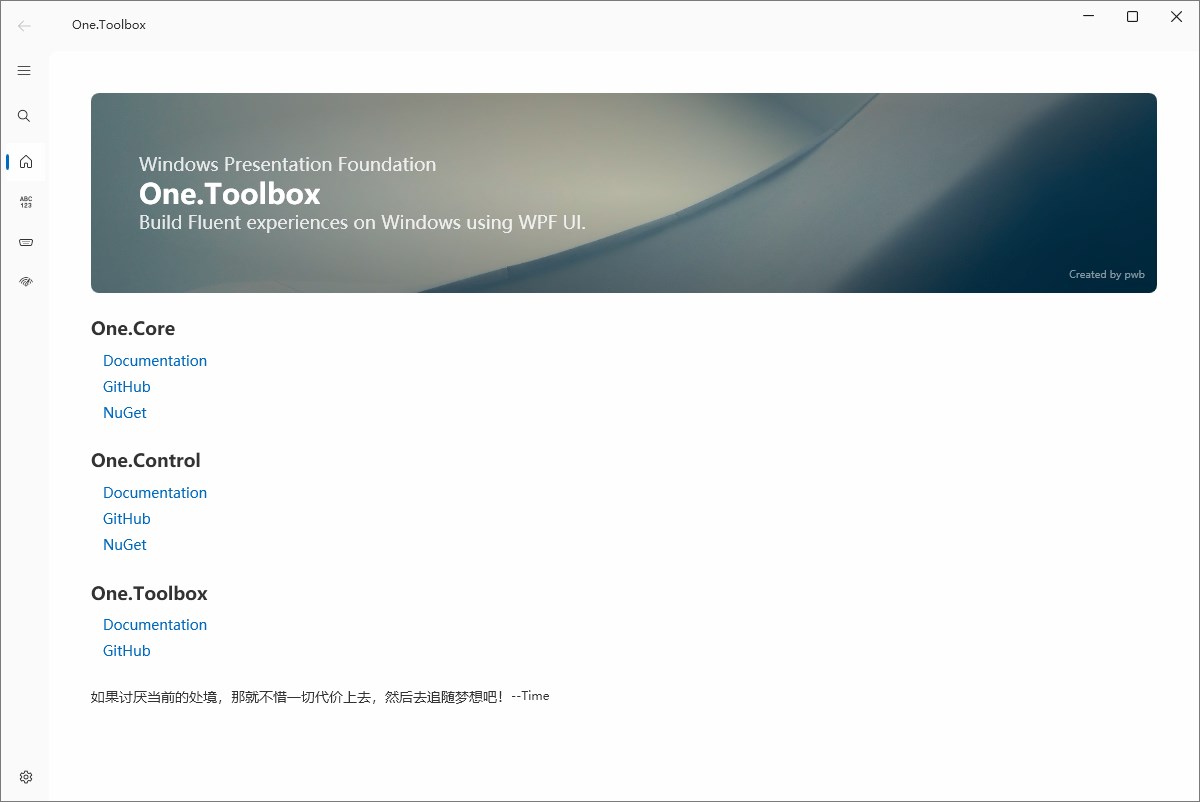 One.Toolbox
ABC
123
Windows Presentation Foundation
One.Toolbox
Build Fluent experiences on Windows using WPF UI.
Created by pwb
One.Core
Documentation
GitHub
NuGet
One.Control
Documentation
GitHub
NuGet
One.Toolbox
Documentation
GitHub
如果讨厌当前的处境，那就不惜一切代价上去，然后去追随梦想吧！--Time